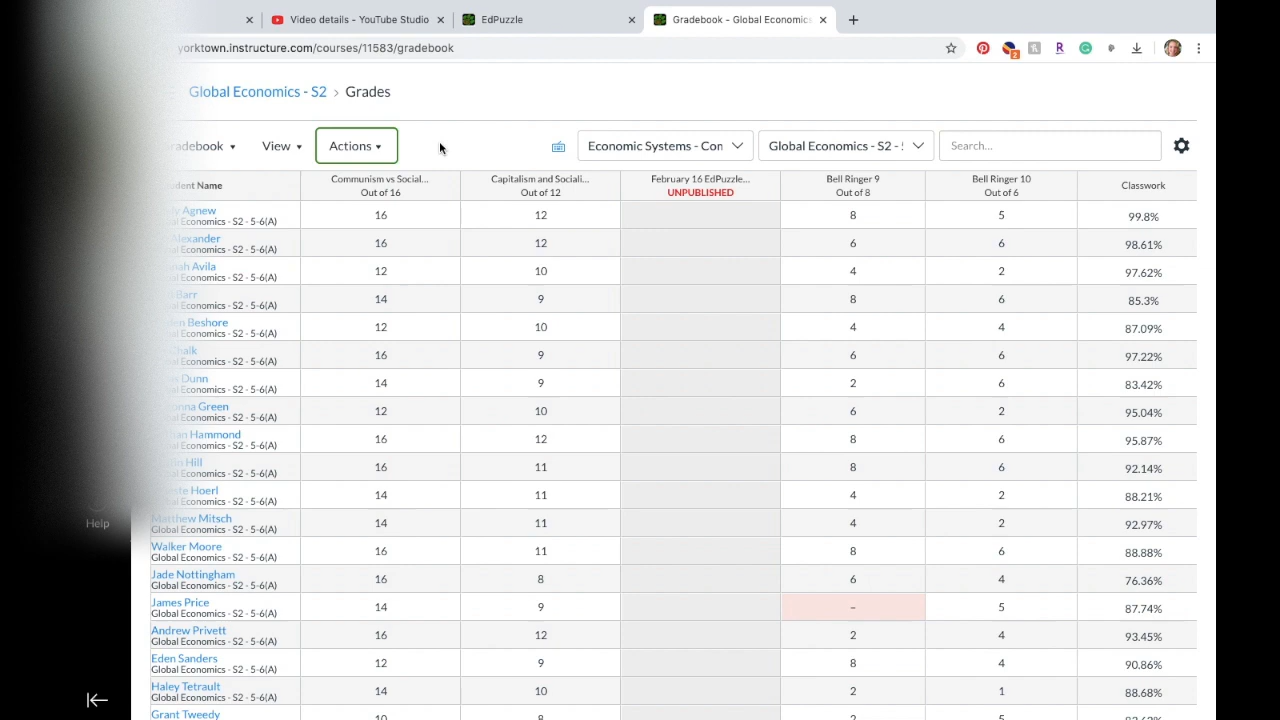 Video details - YouTube Studio
EdPuzzle
Gradebook - Global Economic
yorktown.instructure.com/courses/11583/gradebook
2
Global Economics - S2 › Grades
View
Actions
Economic Systems - Con
Global Economics - S2 -
Search...
Name
Communism vs Social...
Out of 16
Capitalism and Sociali...
Out of 12
February 16 EdPuzzle...
UNPUBLISHED
Bell Ringer 9
Out of 8
Bell Ringer 10
Out of 6
Classwork
Agnew
Economics - S2 - 5-6(A)
16 12 8 5 99.8%
Alexander
Economics - S2 - 5-6(A)
16 12 6 6 98.61%
Avila
Economics - S2 - 5-6(A)
12 10 4 2 97.62%
Barr
Economics - S2 - 5-6(A)
14 9 8 6 85.3%
Beshore
Economics - S2 - 5-6(A)
12 10 4 4 87.09%
Chalk
Economics - S2 - 5-6(A)
16 9 6 6 97.22%
Dunn
Economics - S2 - 5-6(A)
14 9 2 6 83.42%
Green
Economics - S2 - 5-6(A)
12 10 6 2 95.04%
Hammond
Economics - S2 - 5-6(A)
16 12 8 6 95.87%
Hill
Economics - S2 - 5-6(A)
16 11 8 6 92.14%
Hoerl
Economics - S2 - 5-6(A)
14 11 4 2 88.21%
Matthew Mitsch
Global Economics - S2 - 5-6(A)
14 11 4 2 92.97%
Walker Moore
Global Economics - S2 - 5-6(A)
16 11 8 6 88.88%
Jade Nottingham
Global Economics - S2 - 5-6(A)
16 8 6 4 76.36%
James Price
Global Economics - S2 - 5-6(A)
14 9 – 5 87.74%
Andrew Privett
Global Economics - S2 - 5-6(A)
16 12 2 4 93.45%
Eden Sanders
Global Economics - S2 - 5-6(A)
12 9 8 4 90.86%
Haley Tetrault
Global Economics - S2 - 5-6(A)
14 10 2 1 88.68%
Grant Tweedy
Help